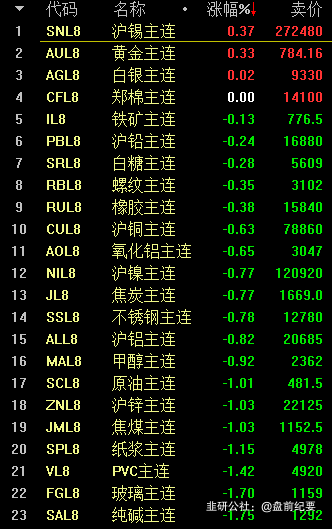 代码 名称 • 涨幅%↓ 卖价
1 SNL8 沪锡主连 0.37 272480
2 AUL8 黄金主连 0.33 784.16
3 AGL8 白银主连 0.02 9330
4 CFL8 郑棉主连 0.00 14100
5 IL8 铁矿主连 -0.13 776.5
6 PBL8 沪铅主连 -0.24 16880
7 SRL8 白糖主连 -0.28 5609
8 RBL8 螺纹主连 -0.35 3102
9 RUL8 橡胶主连 -0.38 15840
10 CUL8 沪铜主连 -0.63 78860
11 AOL8 氧化铝主连 -0.65 3047
12 NIL8 沪镍主连 -0.77 120920
13 JL8 焦炭主连 -0.77 1669.0
14 SSL8 不锈钢主连 -0.78 12780
15 ALL8 沪铝主连 -0.82 20685
16 MAL8 甲醇主连 -0.92 2362
17 SCL8 原油主连 -1.01 481.5
18 ZNL8 沪锌主连 -1.03 22125
19 JML8 焦煤主连 -1.03 1152.5
20 SPL8 纸浆主连 -1.15 4978
21 VL8 PVC主连 -1.42 4920
22 FGL8 玻璃主连 -1.70 1159
23 SAL8 纯碱主连 -1.75 1292
韭研公社：@盘前纪要